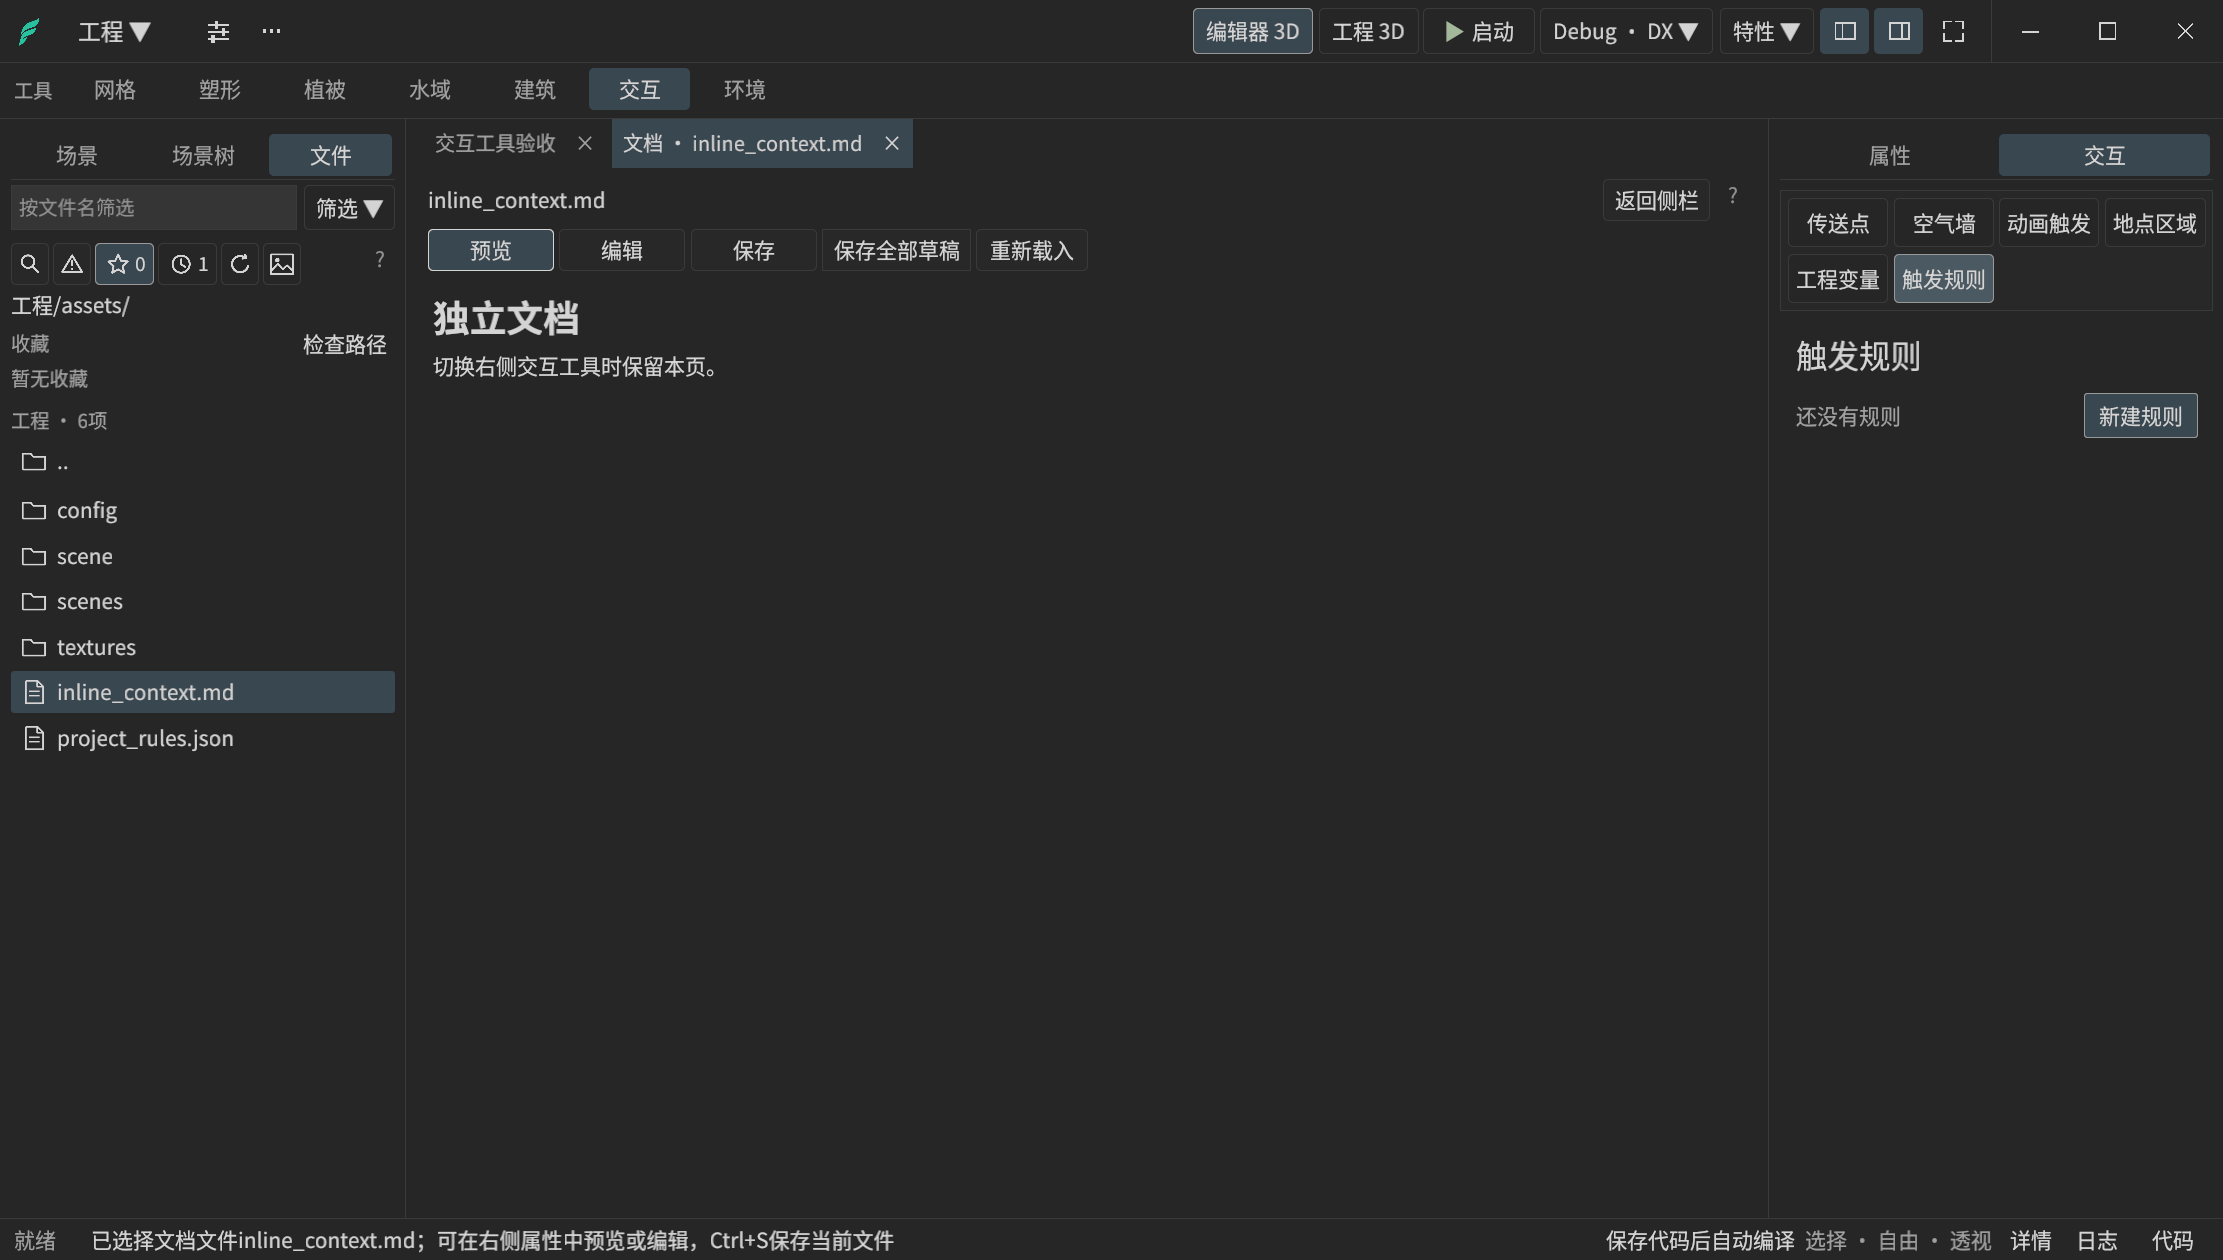 工程 ▼ ··· 编辑器 3D 工程 3D ▶ 启动 Debug • DX ▼ 特性 ▼
工具 网格 塑形 植被 水域 建筑 交互 环境
场景 场景树 文件
按文件名筛选 筛选 ▼
☆ 0 1 ?
工程/assets/
收藏 检查路径
暂无收藏
工程 • 6项
..
config
scene
scenes
textures
inline_context.md
project_rules.json
交互工具验收 × 文档 • inline_context.md ×
inline_context.md 返回侧栏 ?
预览 编辑 保存 保存全部草稿 重新载入
独立文档
切换右侧交互工具时保留本页。
属性 交互
传送点 空气墙 动画触发 地点区域
工程变量 触发规则
触发规则
还没有规则 新建规则
就绪 已选择文档文件inline_context.md；可在右侧属性中预览或编辑，Ctrl+S保存当前文件 保存代码后自动编译 选择 • 自由 • 透视 详情 日志 代码